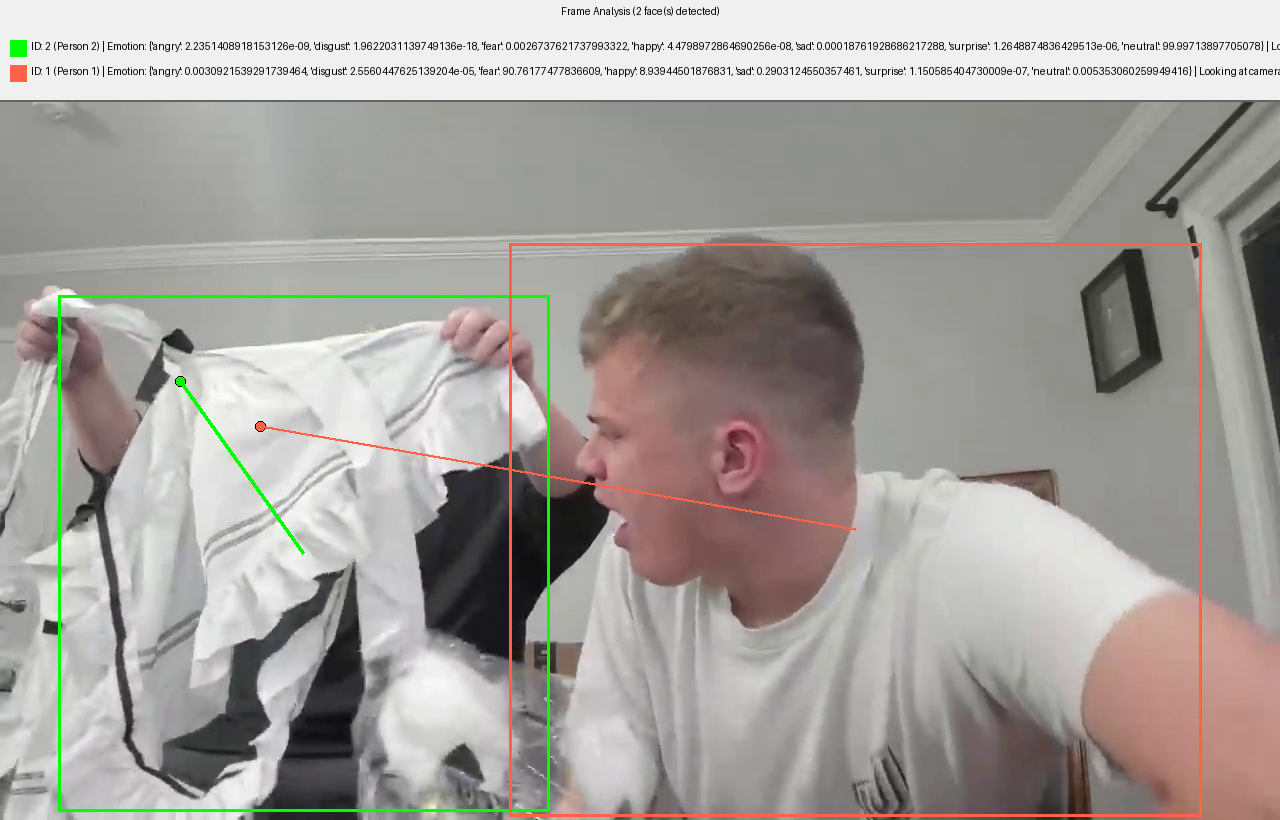 Frame Analysis (2 face(s) detected)
ID: 2 (Person 2) | Emotion: {'angry': 2.2351408918153126e-09, 'disgust': 1.9622031139749136e-18, 'fear': 0.0026737621737993322, 'happy': 4.4798972864690256e-08, 'sad': 0.00018761928686217288, 'surprise': 1.2648874836429513e-06, 'neutral': 99.99713897705078} | Lo
ID: 1 (Person 1) | Emotion: {'angry': 0.0030921539291739464, 'disgust': 2.5560447625139204e-05, 'fear': 90.76177477836609, 'happy': 8.93944501876831, 'sad': 0.2903124550357461, 'surprise': 1.150585404730009e-07, 'neutral': 0.005353060259949416} | Looking at camera